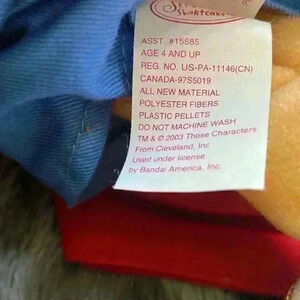 Shortcake
ASST. #15585
AGE 4 AND UP
REG. NO. US-PA-11146(CN)
CANADA-97S5019
ALL NEW MATERIAL
POLYESTER FIBERS
PLASTIC PELLETS
DO NOT MACHINE WASH
TM & © 2003 Those Characters
From Cleveland, Inc
Used under license
by Bandai America, Inc.